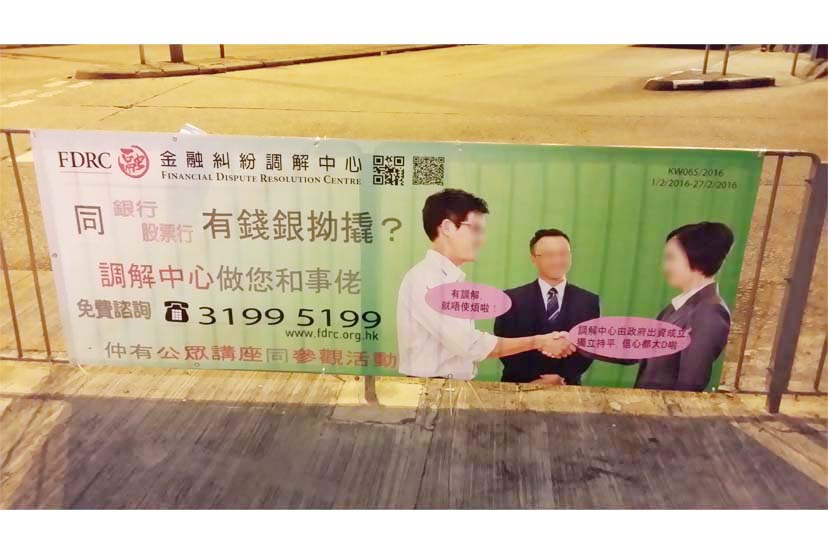 FDRC 融 金融糾紛調解中心
FINANCIAL DISPUTE RESOLUTION CENTRE
KW065/2016
1/2/2016-27/2/2016
同 銀行 股票行 有錢銀拗撬？
調解中心做您和事佬
免費諮詢 ☎ 3199 5199
www.fdrc.org.hk
仲有公眾講座同參觀活動
有調解,
就唔使煩啦！
調解中心由政府出資成立,
獨立持平, 信心都大D啦!